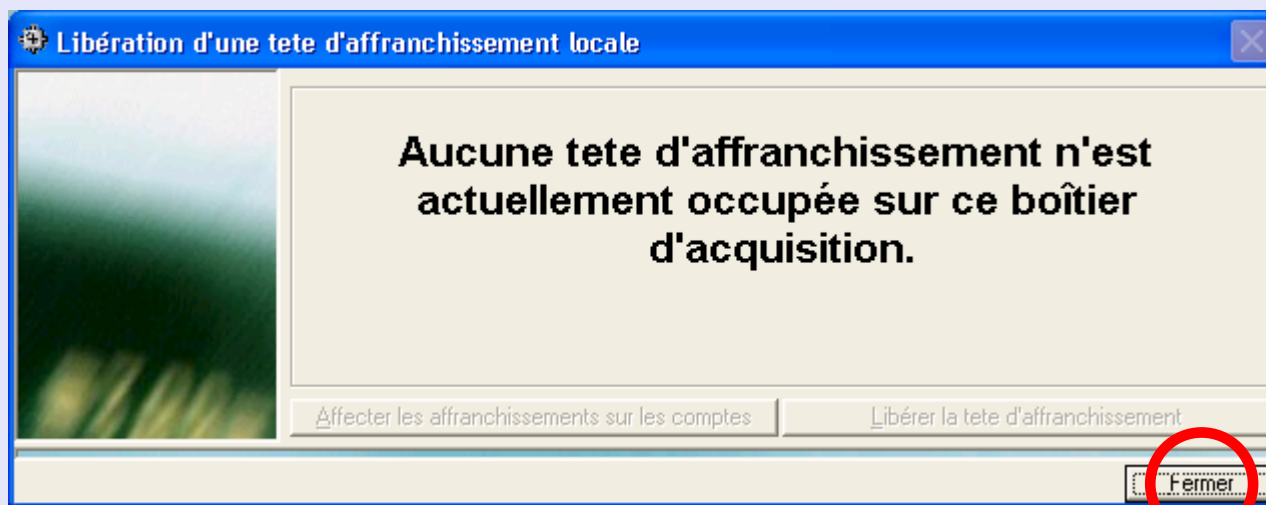 Libération d'une tete d'affranchissement locale
Aucune tete d'affranchissement n'est
actuellement occupée sur ce boîtier
d'acquisition.
Affecter les affranchissements sur les comptes
Libérer la tete d'affranchissement
Fermer